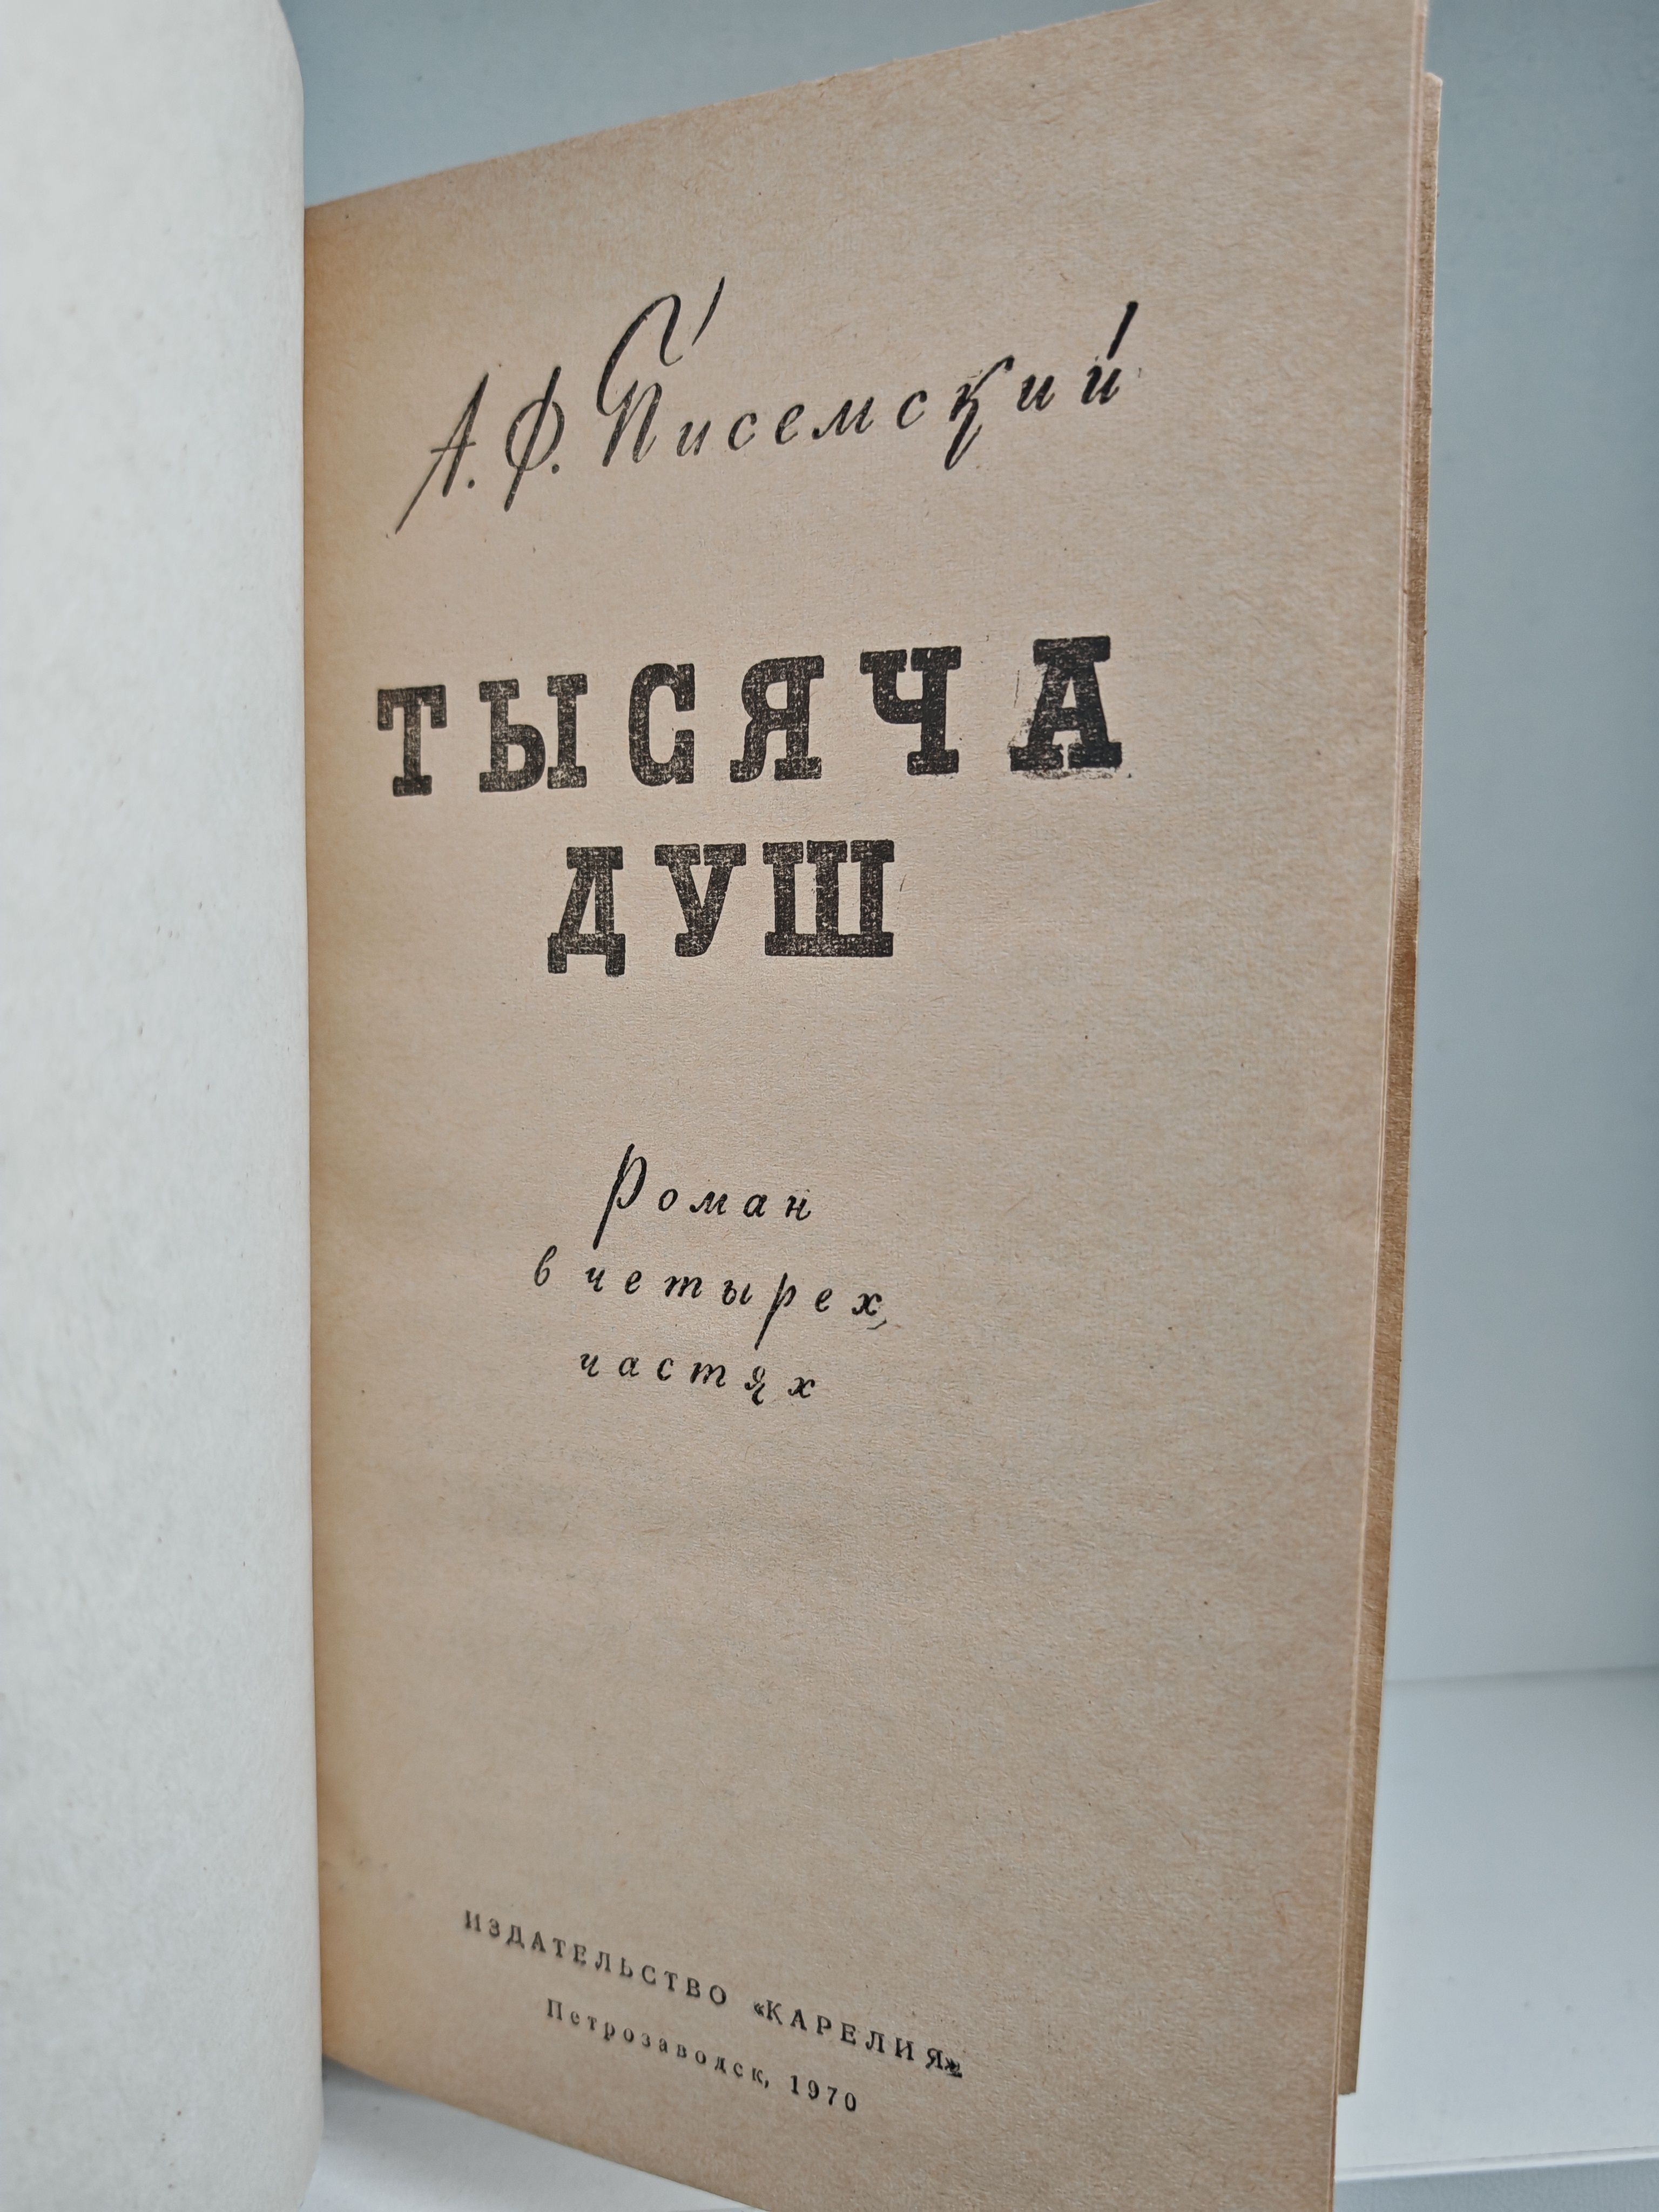 А. Ф. Писемский
ТЫСЯЧА
ДУШ
Роман
в четырех
частях
ИЗДАТЕЛЬСТВО «КАРЕЛИЯ»
Петрозаводск, 1970